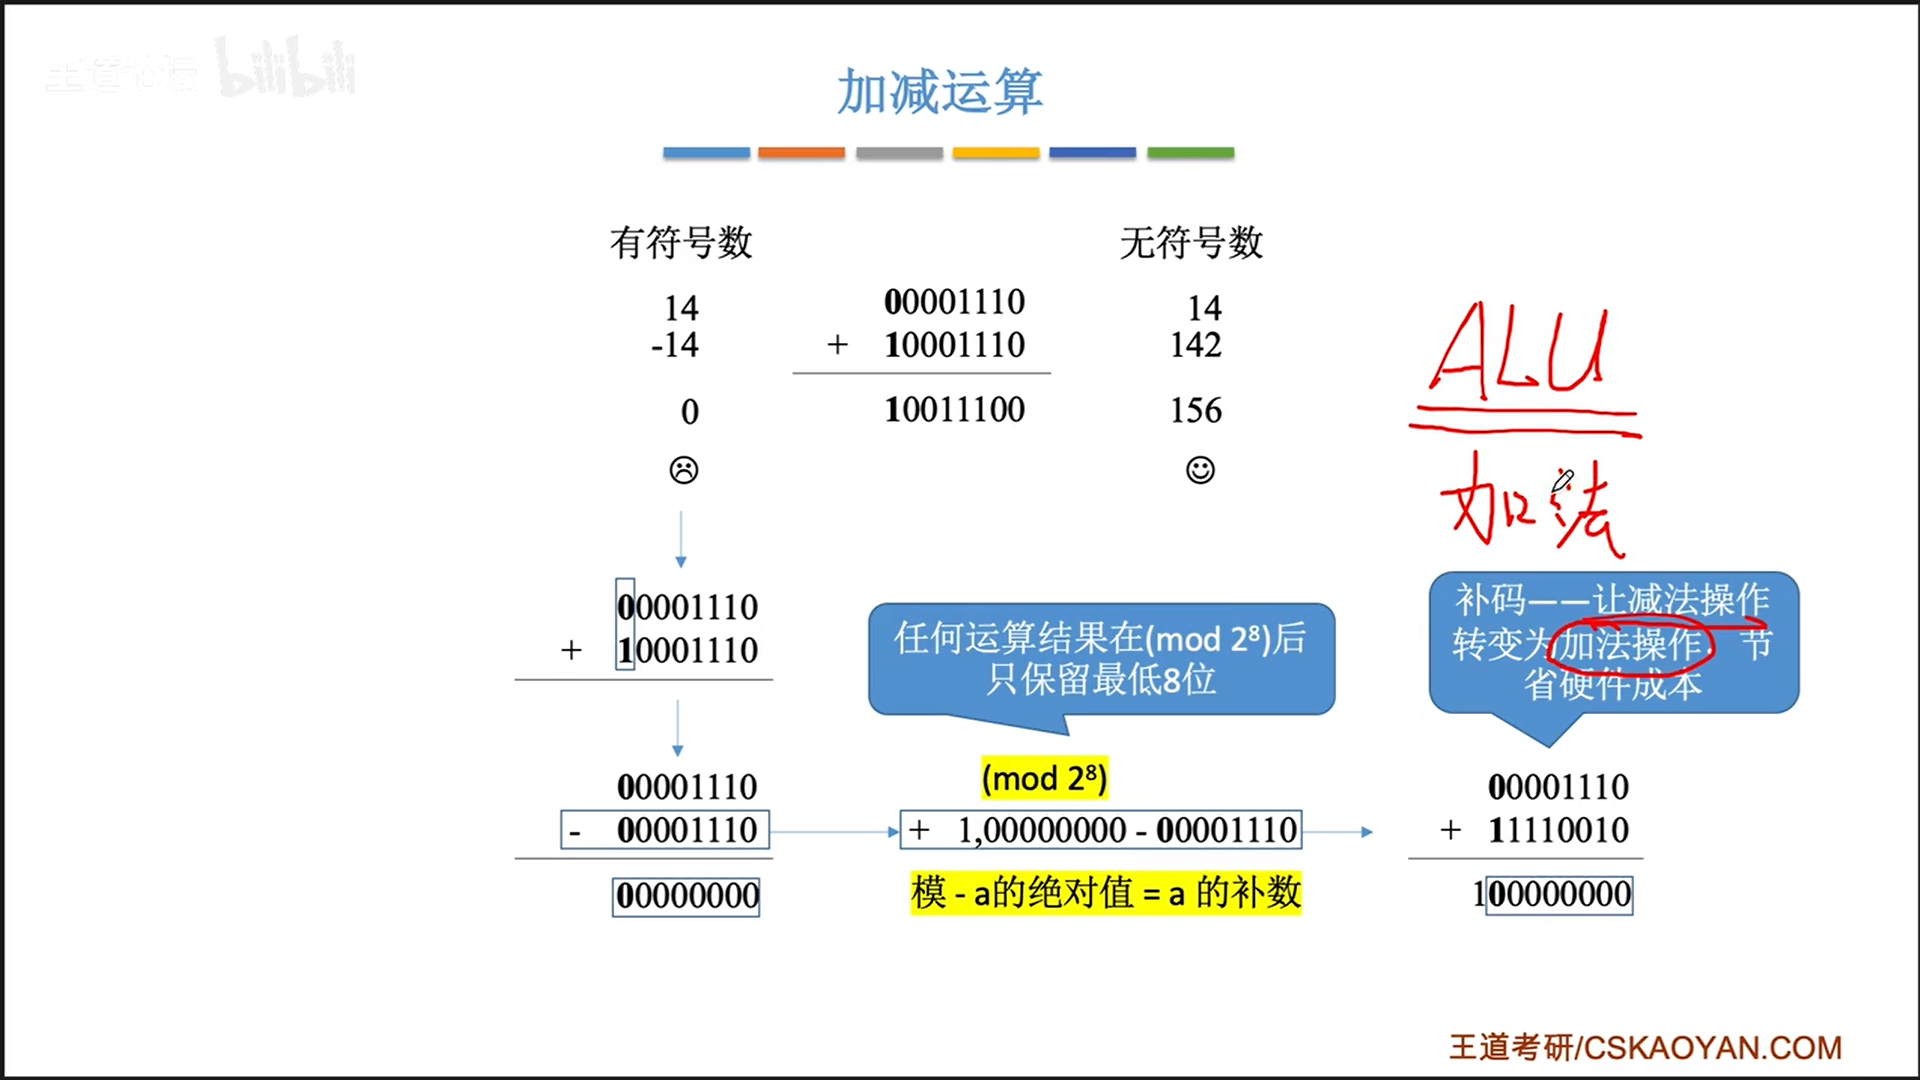 王道论坛 bilibili
加减运算
有符号数
无符号数
14
00001110
14
-14
+ 10001110
142
0
10011100
156
ALU
加法
00001110
+ 10001110
任何运算结果在(mod 2⁸)后
只保留最低8位
补码——让减法操作
转变为加法操作，节
省硬件成本
(mod 2⁸)
00001110
- 00001110
00000000
+ 1,00000000 - 00001110
模 - a的绝对值 = a 的补数
00001110
+ 11110010
100000000
王道考研/CSKAOYAN.COM